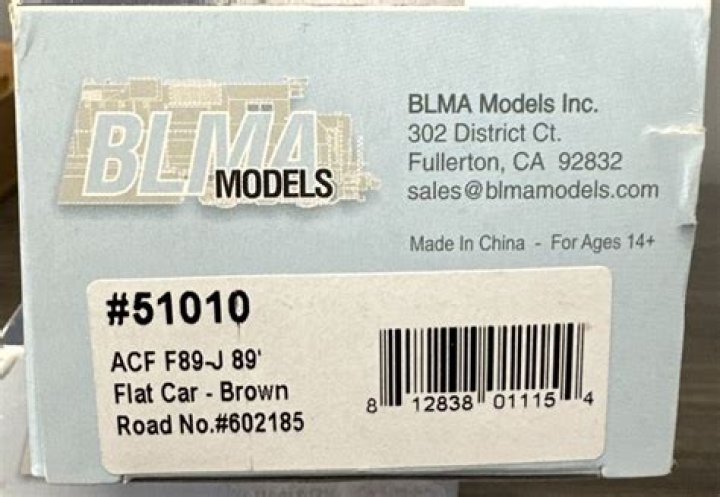 BLMA
MODELS
BLMA Models Inc.
302 District Ct.
Fullerton, CA 92832
sales@blmamodels.com
Made In China - For Ages 14+
#51010
ACF F89-J 89'
Flat Car - Brown
Road No.#602185
8 12838 01115 4